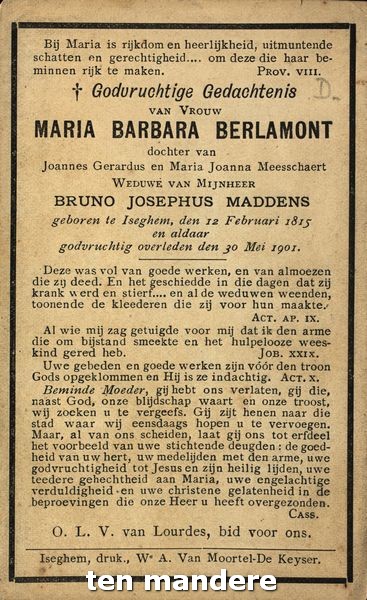 Bij Maria is rijkdom en heerlijkheid, uitmuntende
schatten en gerechtigheid.... om deze die haar be-
minnen rijk te maken. PROV. VIII.
† Godvruchtige Gedachtenis D.
VAN VROUW
MARIA BARBARA BERLAMONT
dochter van
Joannes Gerardus en Maria Joanna Meesschaert
WEDUWE VAN MIJNHEER
BRUNO JOSEPHUS MADDENS
geboren te Iseghem, den 12 Februari 1815
en aldaar
godvruchtig overleden den 30 Mei 1901.
Deze was vol van goede werken, en van almoezen
die zij deed. En het geschiedde in die dagen dat zij
krank werd en stierf.... en al de weduwen weenden,
toonende de kleederen die zij voor hun maakte.
ACT. AP. IX.
Al wie mij zag getuigde voor mij dat ik den arme
die om bijstand smeekte en het hulpelooze wees-
kind gered heb. JOB. XXIX.
Uwe gebeden en goede werken zijn vóór den troon
Gods opgeklommen en Hij is ze indachtig. ACT. X.
Beminde Moeder, gij hebt ons verlaten, gij die,
naast God, onze blijdschap waart en onze troost,
wij zoeken u te vergeefs. Gij zijt henen naar die
stad waar wij eensdaags hopen u te vervoegen.
Maar, al van ons scheiden, laat gij ons tot erfdeel
het voorbeeld van uwe stichtende deugden : de goed-
heid van uw hert, uw medelijden met den arme, uwe
godvruchtigheid tot Jesus en zijn heilig lijden, uwe
teedere gehechtheid aan Maria, uwe engelachtige
verduldigheid en uwe christene gelatenheid in de
beproevingen die onze Heer u heeft overgezonden.
CASS.
O. L. V. van Lourdes, bid voor ons.
Iseghem, druk., We A. Van Moortel-De Keyser.
ten mandere